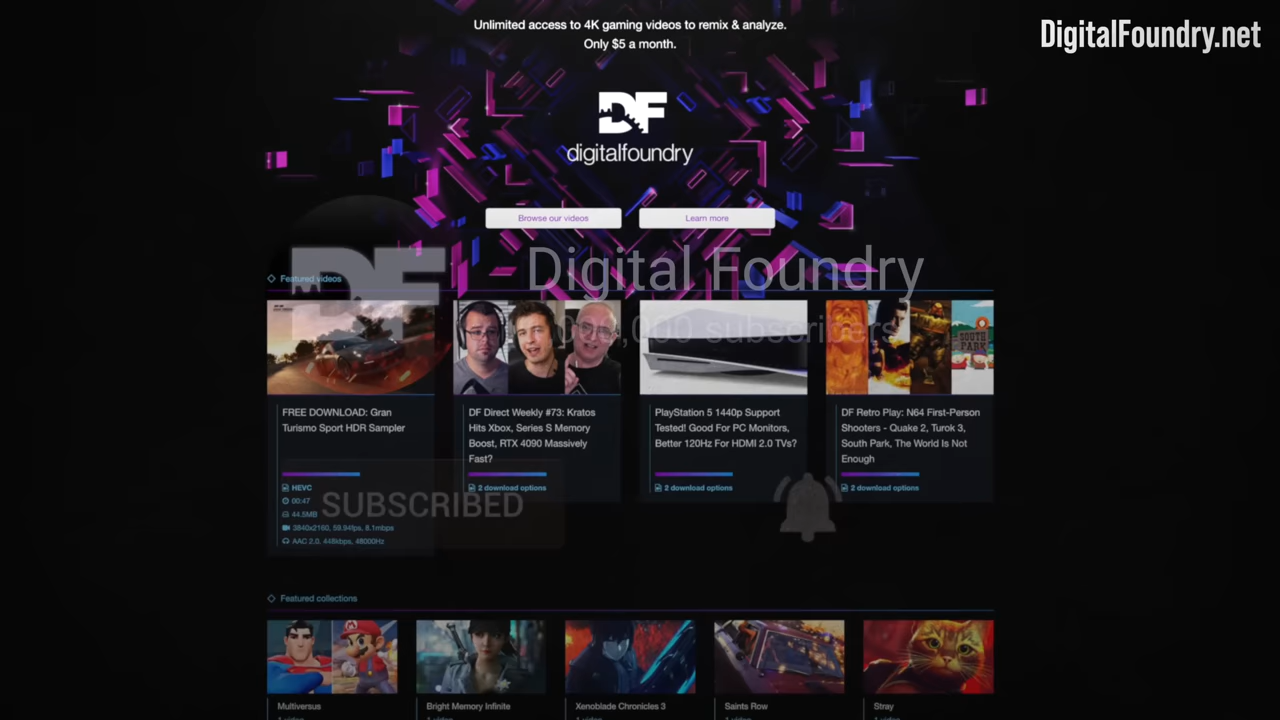 DigitalFoundry.net
Unlimited access to 4K gaming videos to remix & analyze.
Only $5 a month.
DF
digitalfoundry
Browse our videos
Learn more
DF
Digital Foundry
000,000 subscribers
Featured videos
SOUTH PARK
FREE DOWNLOAD: Gran
Turismo Sport HDR Sampler
HEVC
00:47
44.5MB
3840x2160, 59.94fps, 8.1mbps
AAC 2.0, 448kbps, 48000Hz
DF Direct Weekly #73: Kratos
Hits Xbox, Series S Memory
Boost, RTX 4090 Massively
Fast?
2 download options
PlayStation 5 1440p Support
Tested! Good For PC Monitors,
Better 120Hz For HDMI 2.0 TVs?
2 download options
DF Retro Play: N64 First-Person
Shooters - Quake 2, Turok 3,
South Park, The World Is Not
Enough
2 download options
SUBSCRIBED
Featured collections
Multiversus
Bright Memory Infinite
Xenoblade Chronicles 3
Saints Row
Stray